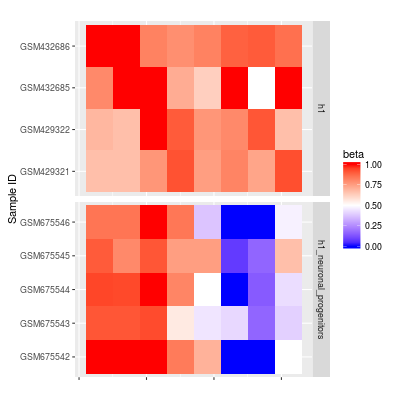 Sample ID
GSM432686
GSM432685
GSM429322
GSM429321
h1
GSM675546
GSM675545
GSM675544
GSM675543
GSM675542
h1_neuronal_progenitors
beta
1.00
0.75
0.50
0.25
0.00